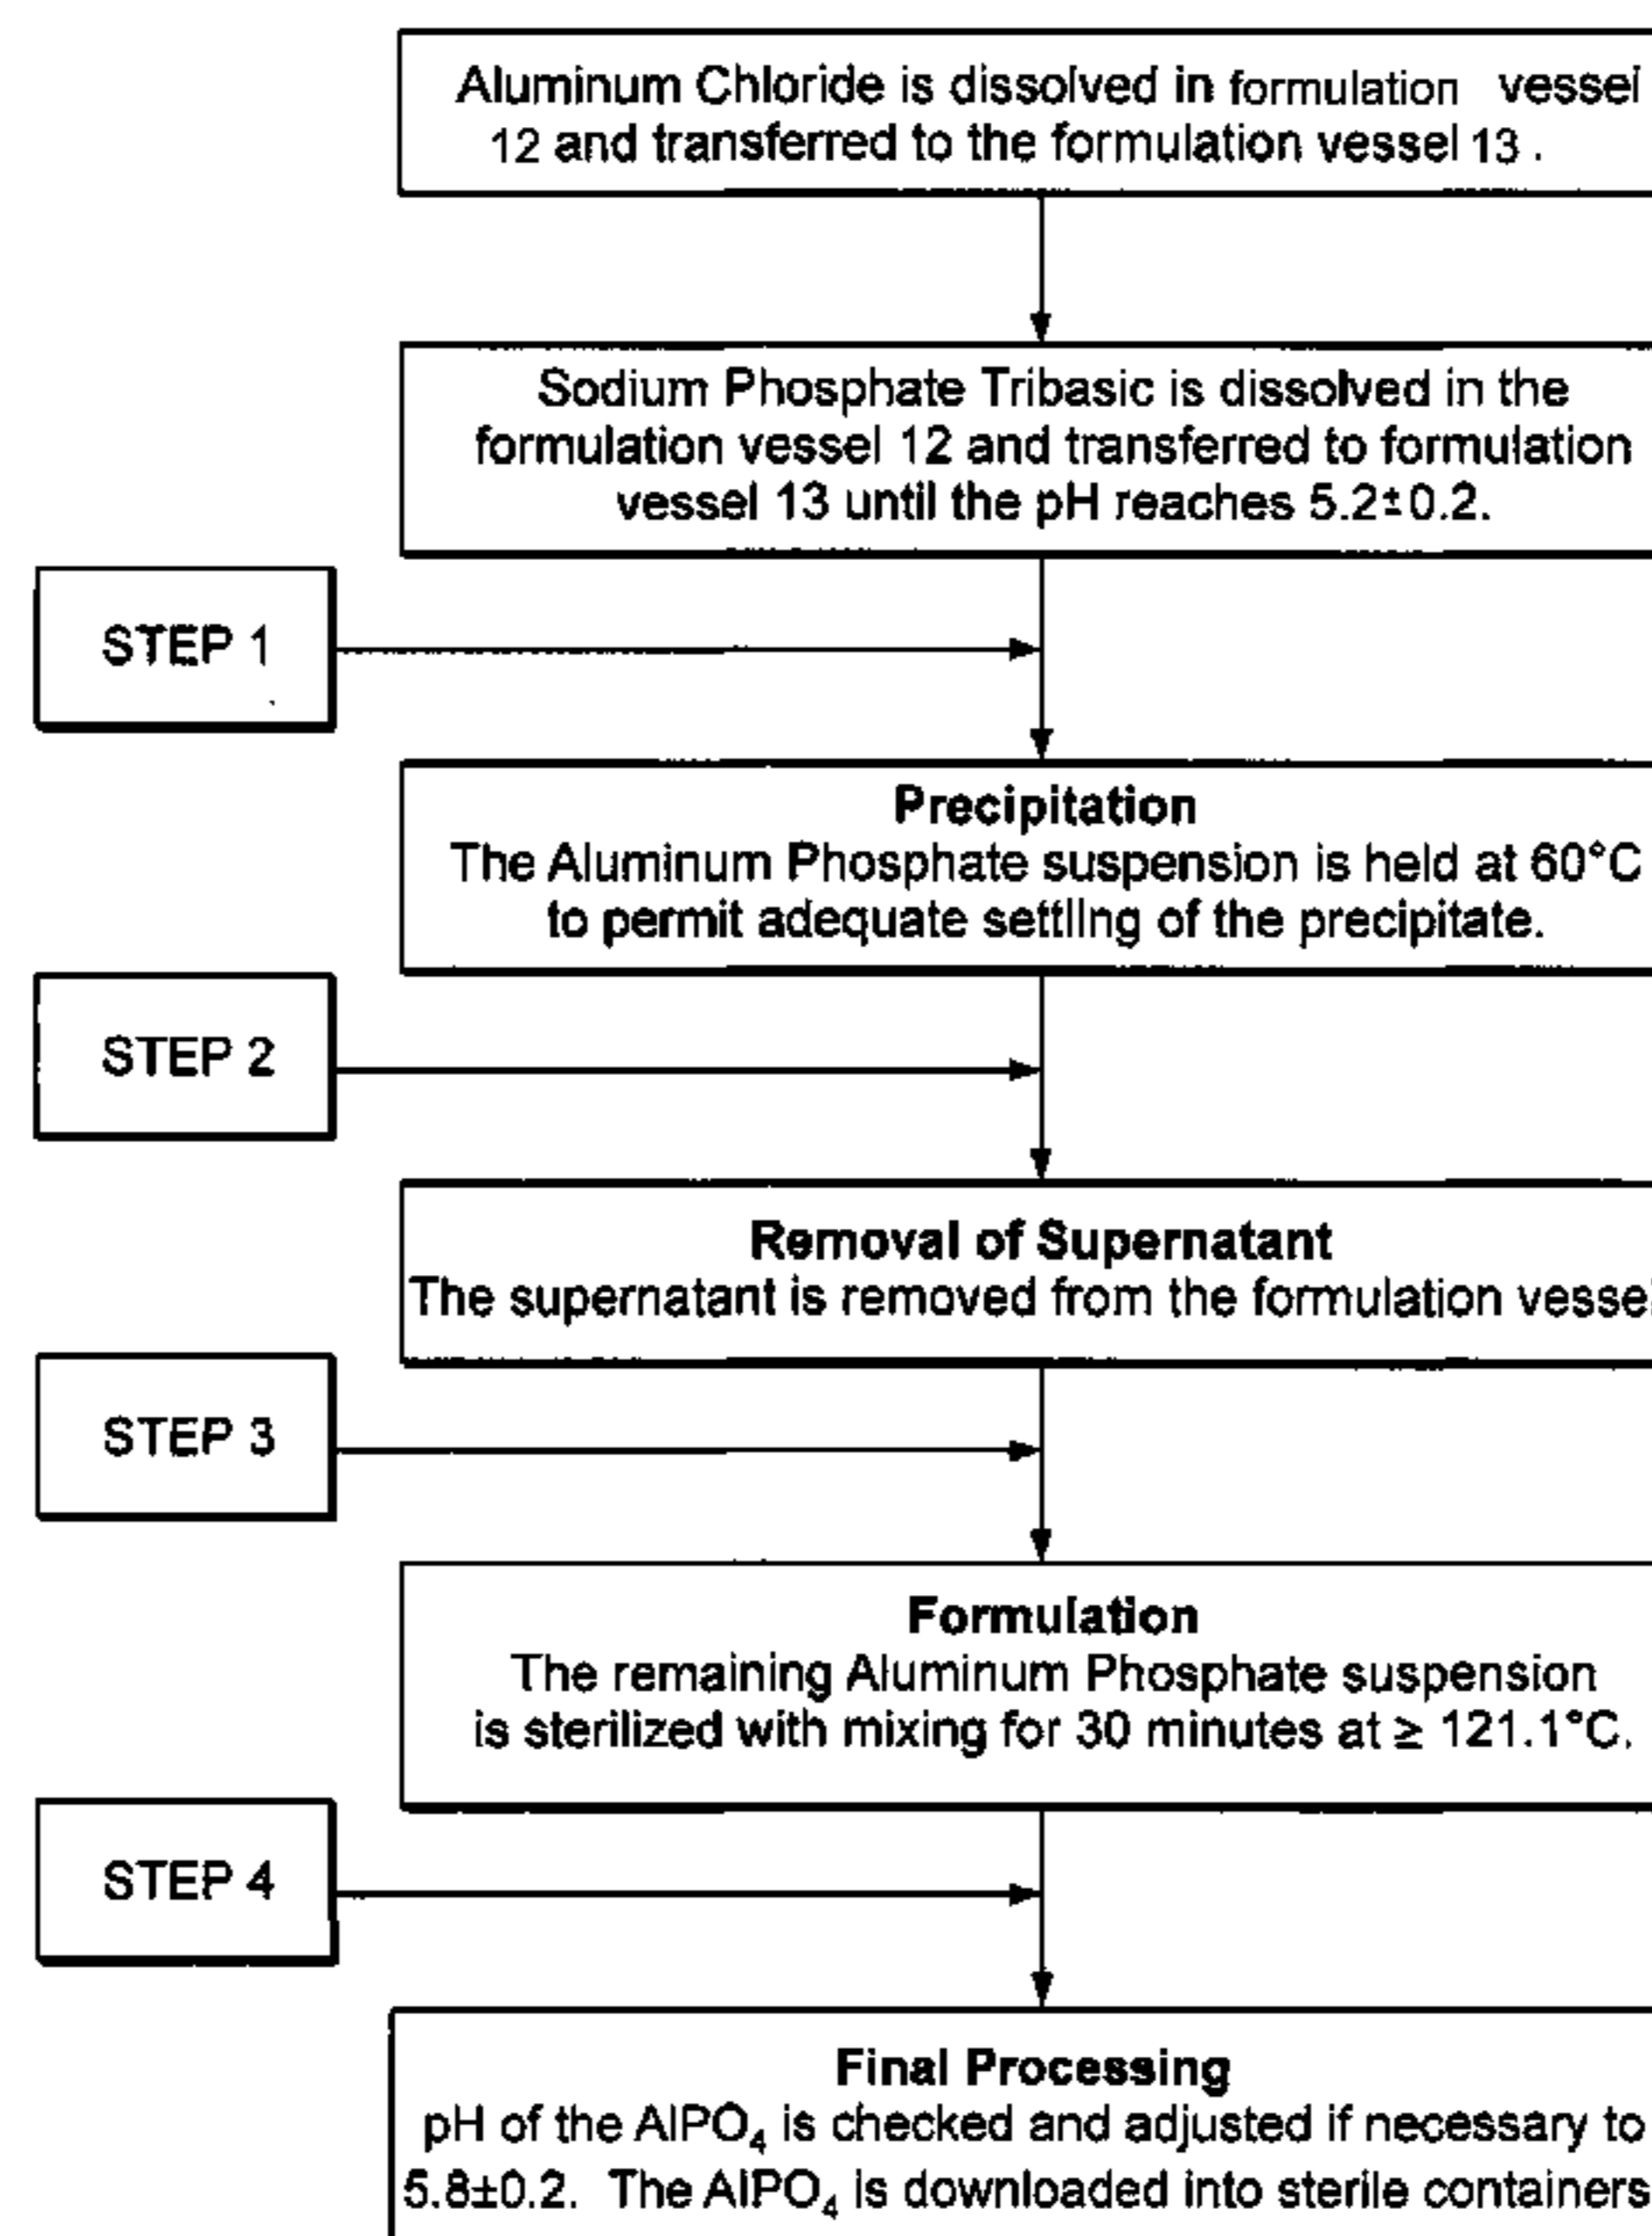 Aluminum Chloride is dissolved in formulation vessel
12 and transferred to the formulation vessel 13 .
Sodium Phosphate Tribasic is dissolved in the
formulation vessel 12 and transferred to formulation
vessel 13 until the pH reaches 5.2±0.2.
STEP 1
Precipitation
The Aluminum Phosphate suspension is held at 60°C
to permit adequate settling of the precipitate.
STEP 2
Removal of Supernatant
The supernatant is removed from the formulation vessel
STEP 3
Formulation
The remaining Aluminum Phosphate suspension
is sterilized with mixing for 30 minutes at ≥ 121.1°C.
STEP 4
Final Processing
pH of the AlPO₄ is checked and adjusted if necessary to
5.8±0.2. The AlPO₄ is downloaded into sterile containers